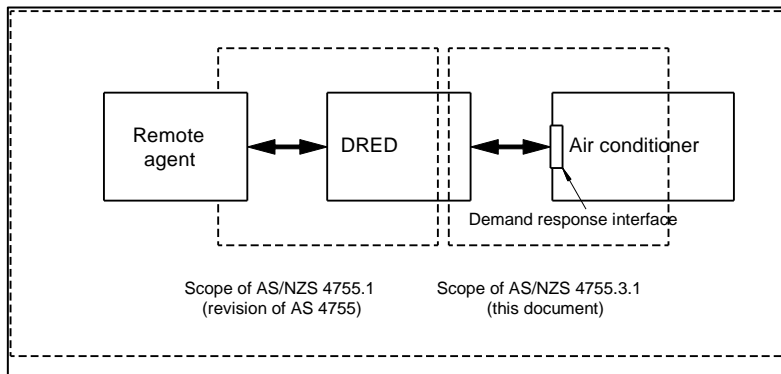 Remote
agent
DRED
Air conditioner
Demand response interface
Scope of AS/NZS 4755.1
(revision of AS 4755)
Scope of AS/NZS 4755.3.1
(this document)